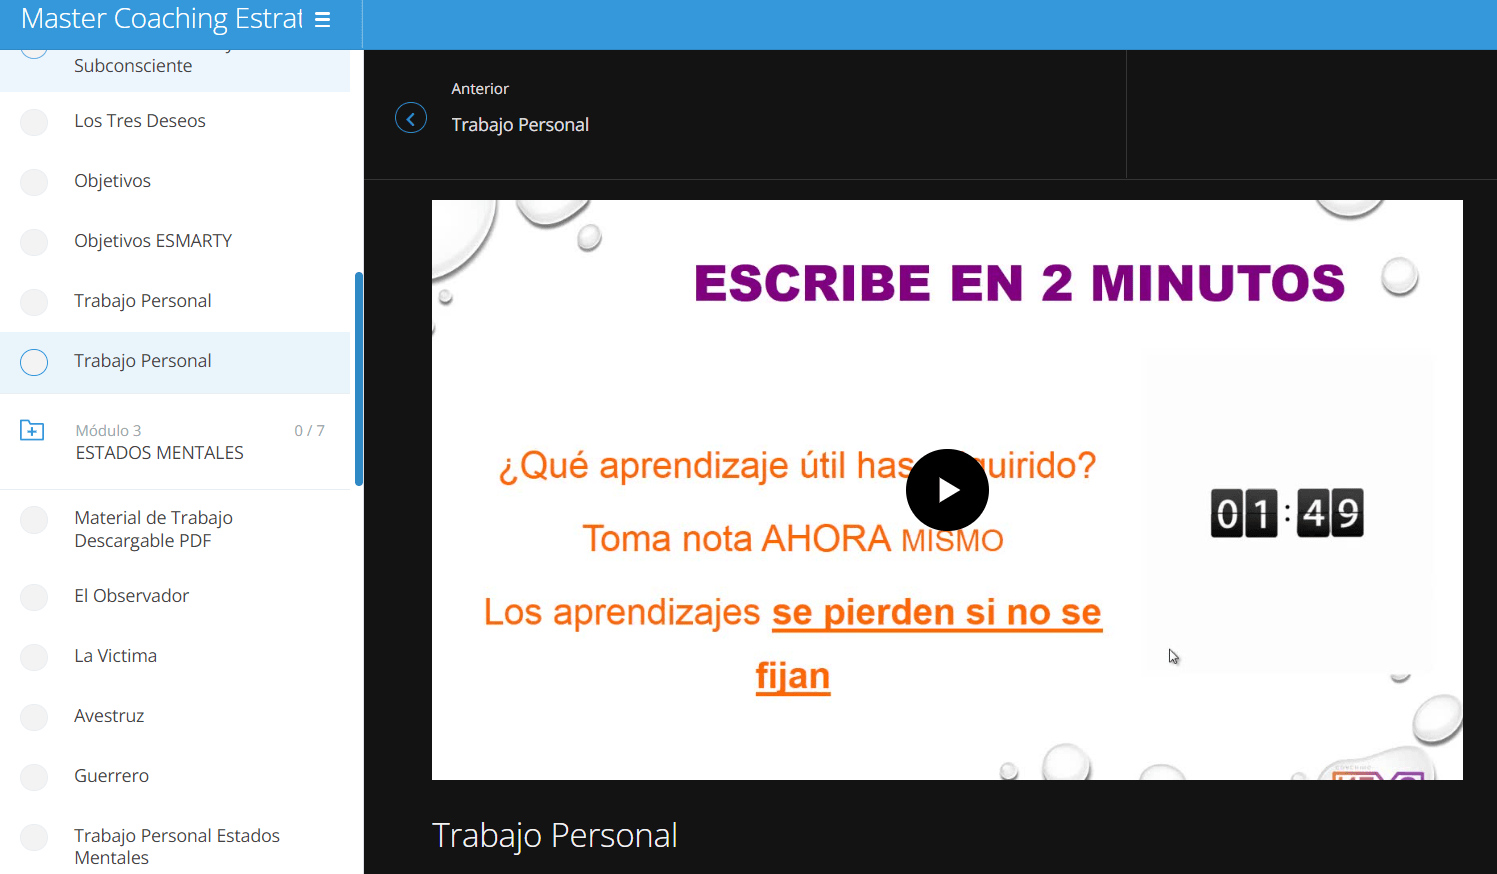 Master Coaching Estrat
Subconsciente
Los Tres Deseos
Objetivos
Objetivos ESMARTY
Trabajo Personal
Trabajo Personal
Módulo 3
0 / 7
ESTADOS MENTALES
Material de Trabajo
Descargable PDF
El Observador
La Victima
Avestruz
Guerrero
Trabajo Personal Estados
Mentales
Anterior
Trabajo Personal
ESCRIBE EN 2 MINUTOS
¿Qué aprendizaje útil has quirido?
Toma nota AHORA MISMO
Los aprendizajes se pierden si no se
fijan
01:49
Trabajo Personal